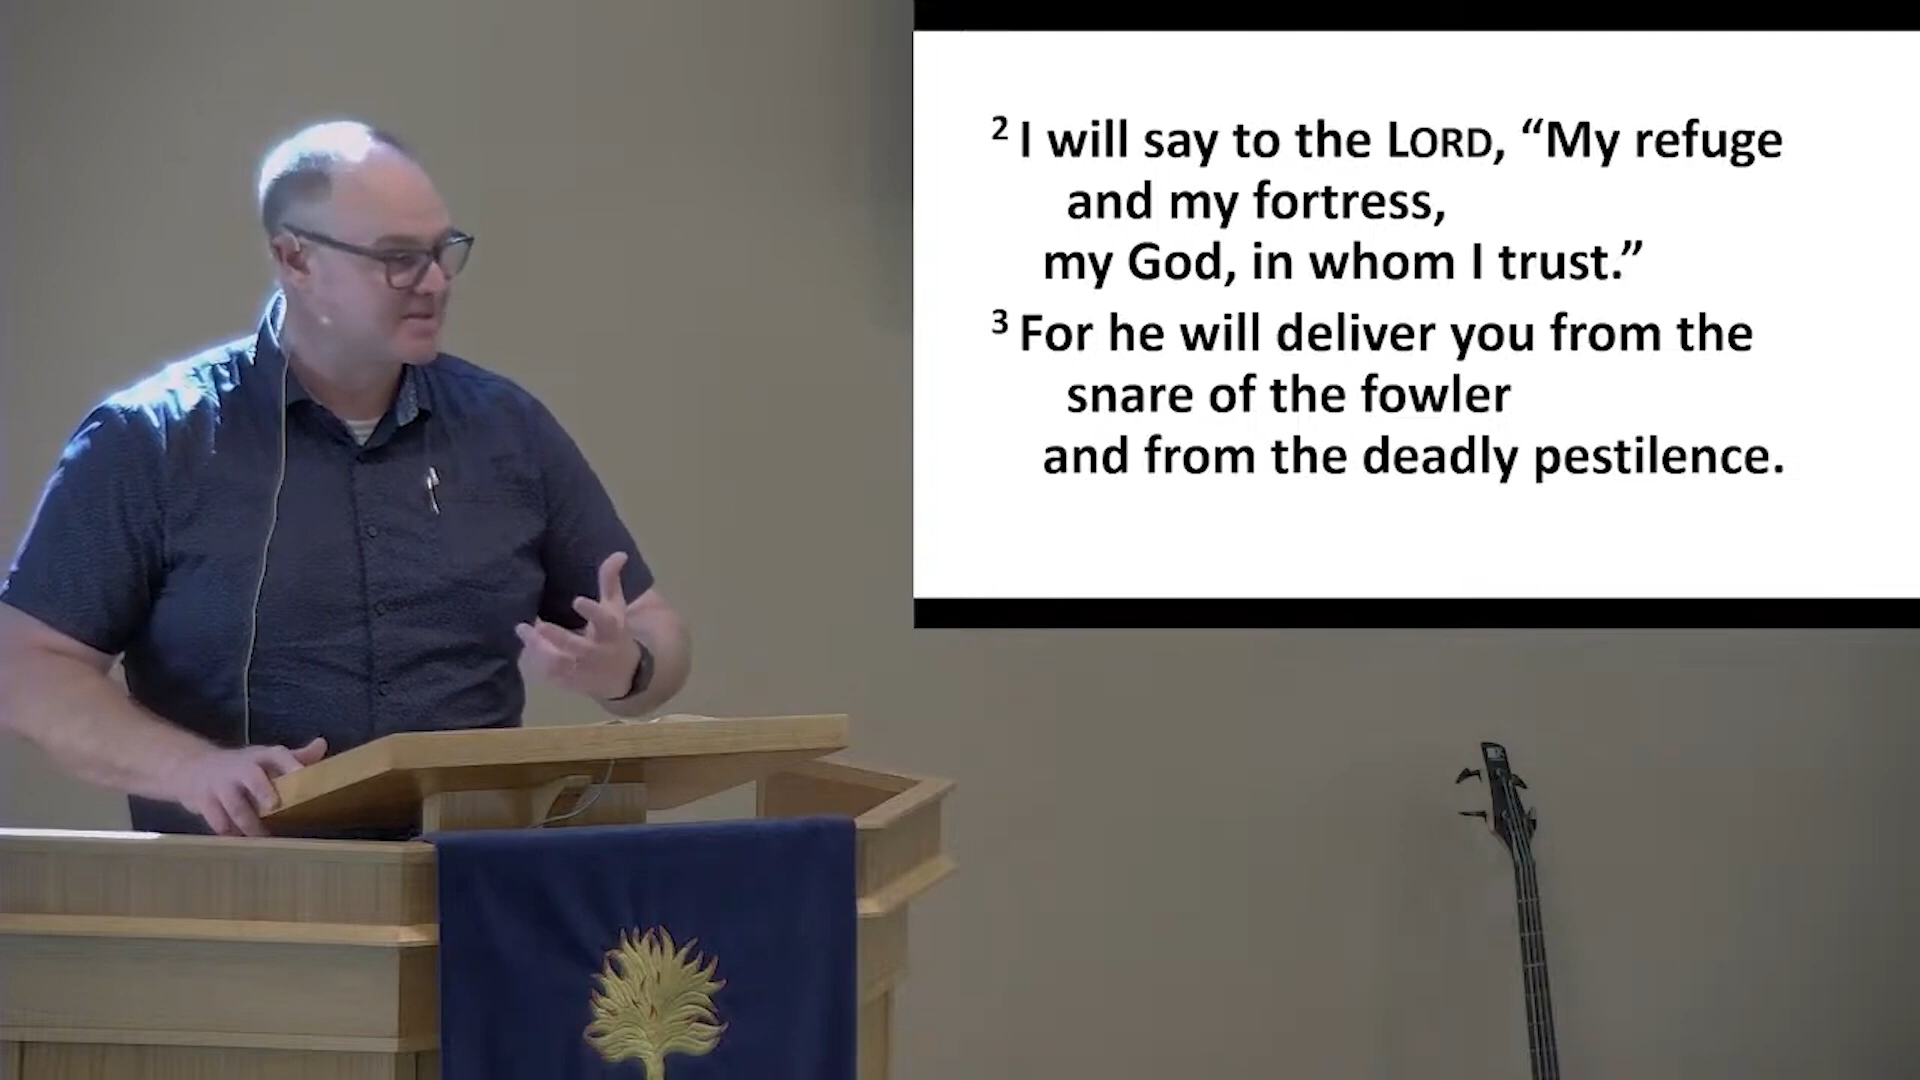 2 I will say to the LORD, “My refuge
and my fortress,
my God, in whom I trust.”
3 For he will deliver you from the
snare of the fowler
and from the deadly pestilence.